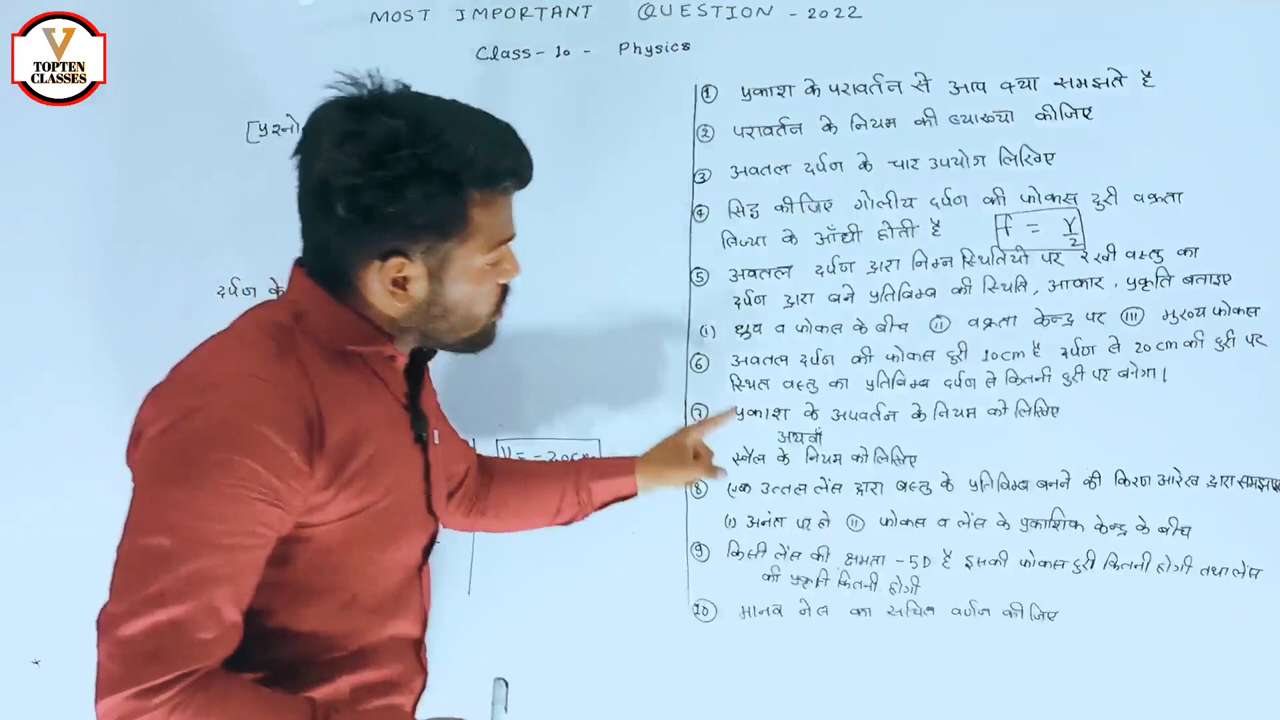 V
TOPTEN
CLASSES
MOST IMPORTANT QUESTION - 2022
Class - 10 - Physics
[प्रश्नो
दर्पण के
① प्रकाश के परावर्तन से आप क्या समझते है
② परावर्तन के नियम की व्याख्या कीजिए
③ अवतल दर्पण के चार उपयोग लिखिए
④ सिद्ध कीजिए गोलीय दर्पण की फोकस दुरी वक्रता
त्रिज्या के आँधी होती है f = r/2
⑤ अवतल दर्पण द्वारा निम्न स्थितियो पर रखी वस्तु का
दर्पण द्वारा बने प्रतिविम्ब की स्थिति, आकार, प्रकृति बताइए
(i) ध्रुव व फोकस के बीच (ii) वक्रता केन्द्र पर (iii) मुख्य फोकस
⑥ अवतल दर्पण की फोकस दुरी 10cm है दर्पण से 20cm की दुरी पर
स्थित वस्तु का प्रतिविम्ब दर्पण से कितनी दुरी पर बनेगा।
⑦ प्रकाश के अपवर्तन के नियम को लिखिए
अथवाँ
स्नैल के नियम को लिखिए
⑧ एक उत्तल लेंस द्वारा वस्तु के प्रतिविम्ब बनने की किरण आरेख द्वारा समझाए
(i) अनंत पर से (ii) फोकस व लेंस के प्रकाशिक केन्द्र के बीच
⑨ किसी लेंस की क्षमता -5D है इसकी फोकस दुरी कितनी होगी तथा लेंस
की प्रकृति कितनी होगी
⑩ मानव नेत्र का सचित्र वर्णन कीजिए